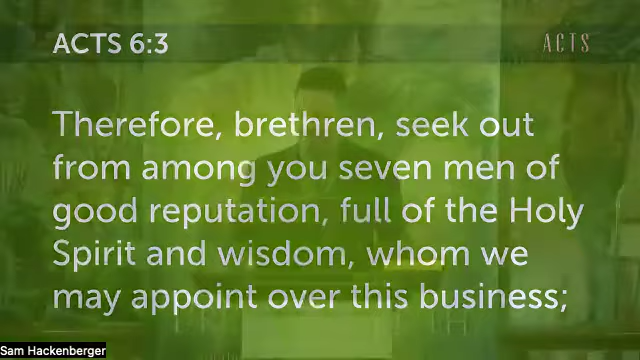 ACTS 6:3
ACTS
Therefore, brethren, seek out
from among you seven men of
good reputation, full of the Holy
Spirit and wisdom, whom we
may appoint over this business;
Sam Hackenberger